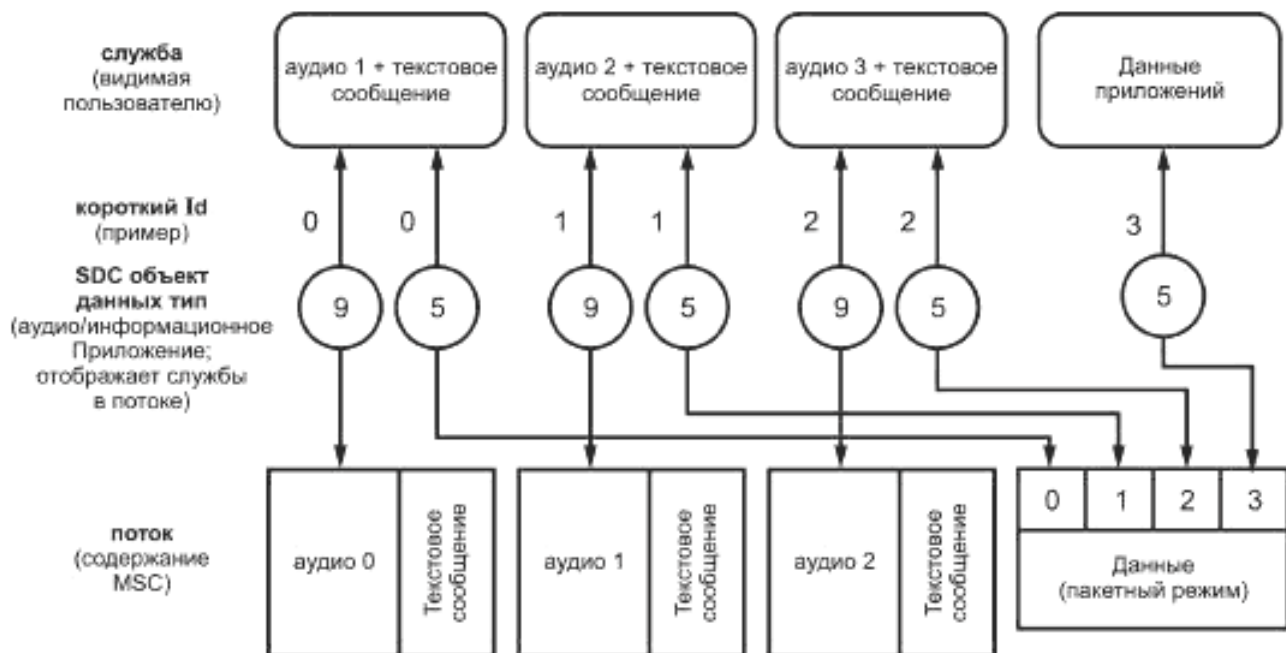 служба
(видимая
пользователю)
аудио 1 + текстовое
сообщение
аудио 2 + текстовое
сообщение
аудио 3 + текстовое
сообщение
Данные
приложений
короткий Id
(пример)
0
0
1
1
2
2
3
SDC объект
данных тип
(аудио/информационное
Приложение;
отображает службы
в потоке)
9
5
9
5
9
5
5
поток
(содержание
MSC)
аудио 0
Текстовое
сообщение
аудио 1
Текстовое
сообщение
аудио 2
Текстовое
сообщение
0
1
2
3
Данные
(пакетный режим)